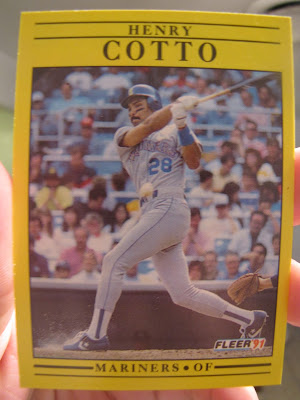 HENRY
COTTO
28
FLEER '91
MARINERS • OF